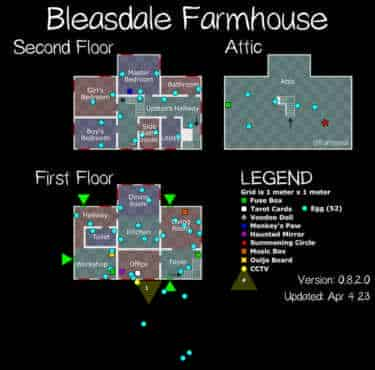 Bleasdale Farmhouse
Second Floor
Attic
Master
Bedroom
Girl's
Bedroom
Bathroom
Upstairs Hallway
Boy's
Bedroom
Side
Room
Attic
First Floor
Dining
Room
Hallway
Toilet
Kitchen
Living
Room
Workshop
Office
Foyer
LEGEND
Grid is 1 meter x 1 meter
Fuse Box
Tarot Cards
Egg (52)
Voodoo Doll
Monkey's Paw
Haunted Mirror
Summoning Circle
Music Box
Ouija Board
CCTV
Version: 0.8.2.0
Updated: Apr 4 23